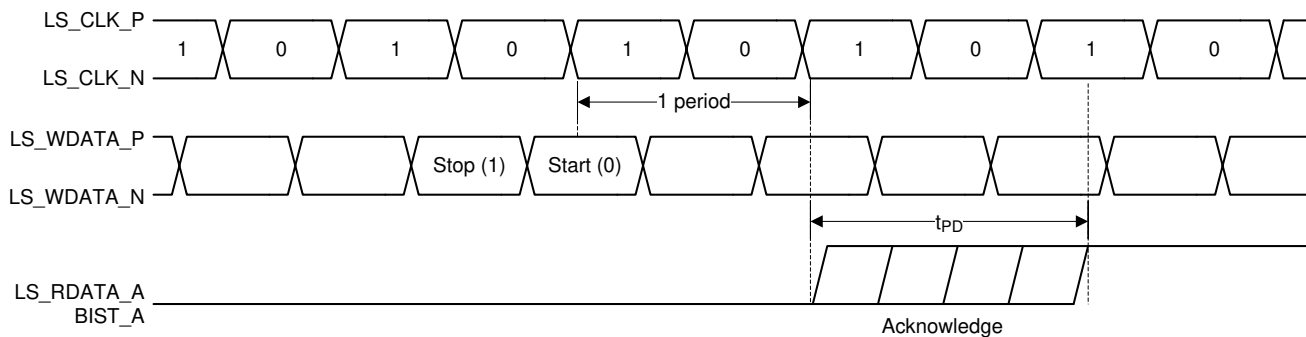 LS_CLK_P
1 0 1 0 1 0 1 0 1 0
LS_CLK_N
1 period
LS_WDATA_P
Stop (1) Start (0)
LS_WDATA_N
tPD
LS_RDATA_A
BIST_A
Acknowledge